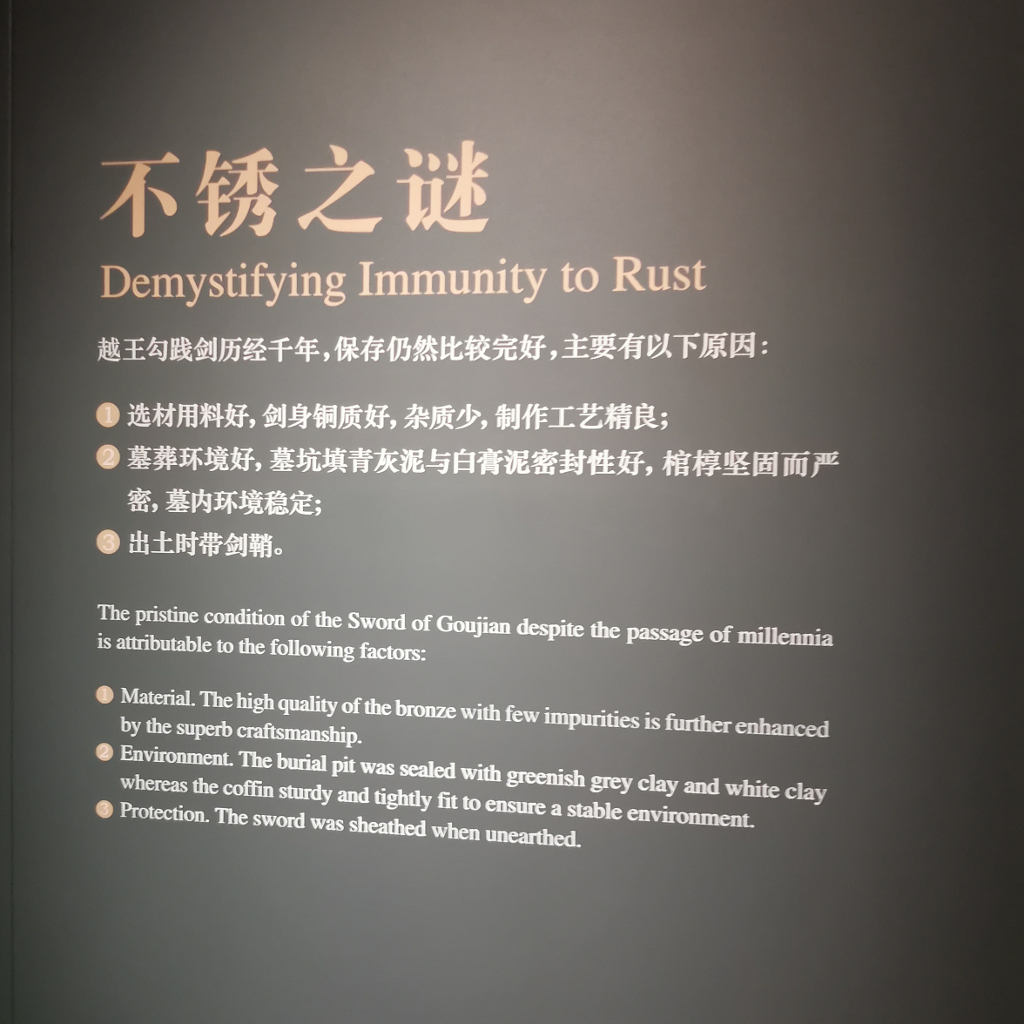 不锈之谜
Demystifying Immunity to Rust
越王勾践剑历经千年，保存仍然比较完好，主要有以下原因：
1 选材用料好，剑身铜质好，杂质少，制作工艺精良；
2 墓葬环境好，墓坑填青灰泥与白膏泥密封性好，棺椁坚固而严
密，墓内环境稳定；
3 出土时带剑鞘。
The pristine condition of the Sword of Goujian despite the passage of millennia
is attributable to the following factors:
1 Material. The high quality of the bronze with few impurities is further enhanced
by the superb craftsmanship.
2 Environment. The burial pit was sealed with greenish grey clay and white clay
whereas the coffin sturdy and tightly fit to ensure a stable environment.
3 Protection. The sword was sheathed when unearthed.